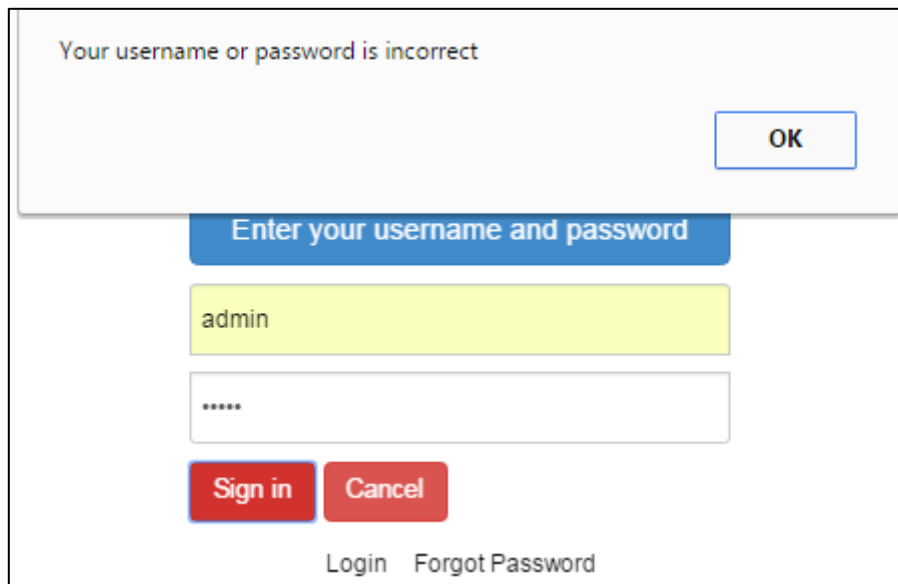 Your username or password is incorrect
OK
Enter your username and password
admin
•••••
Sign in Cancel
Login Forgot Password